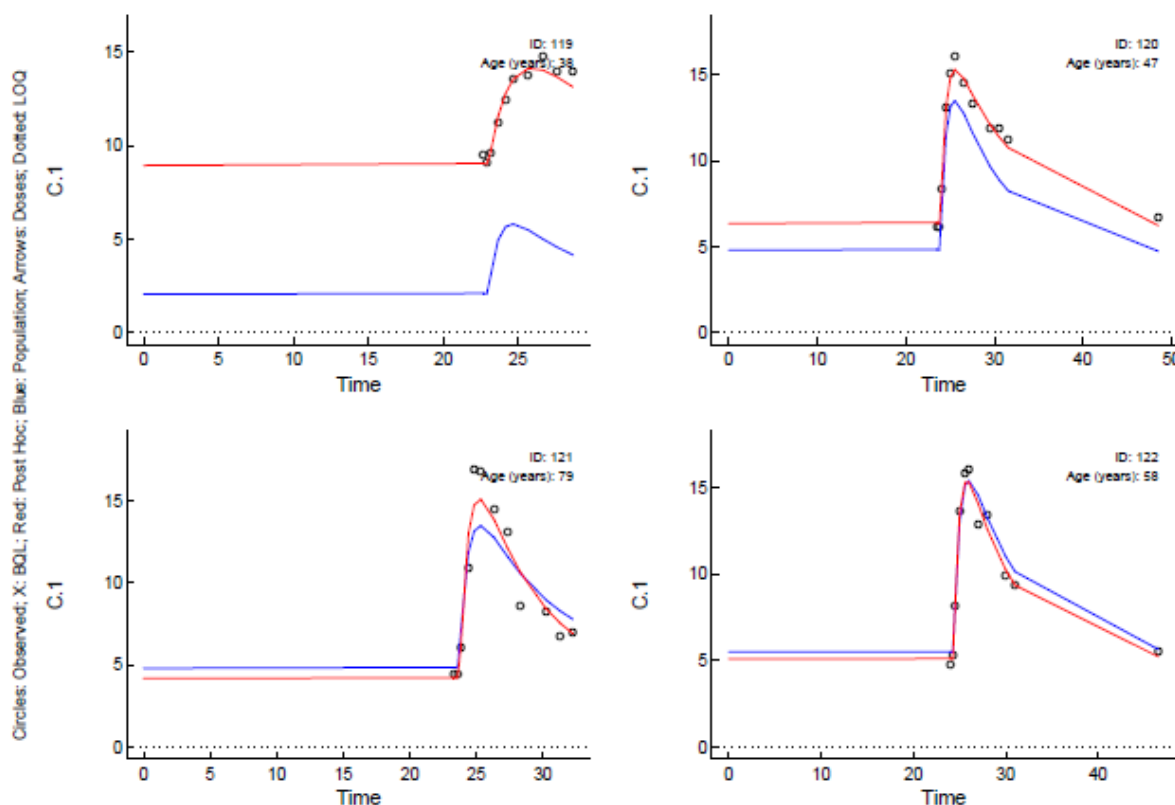 Circles: Observed; X: BQL; Red: Post Hoc; Blue: Population; Arrows: Doses; Dotted: LOQ
ID: 119
Age (years): 38
C.1
15
10
5
0
0 5 10 15 20 25
Time
ID: 120
Age (years): 47
C.1
15
10
5
0
0 10 20 30 40 50
Time
ID: 121
Age (years): 79
C.1
15
10
5
0
0 5 10 15 20 25 30
Time
ID: 122
Age (years): 58
C.1
15
10
5
0
0 10 20 30 40
Time